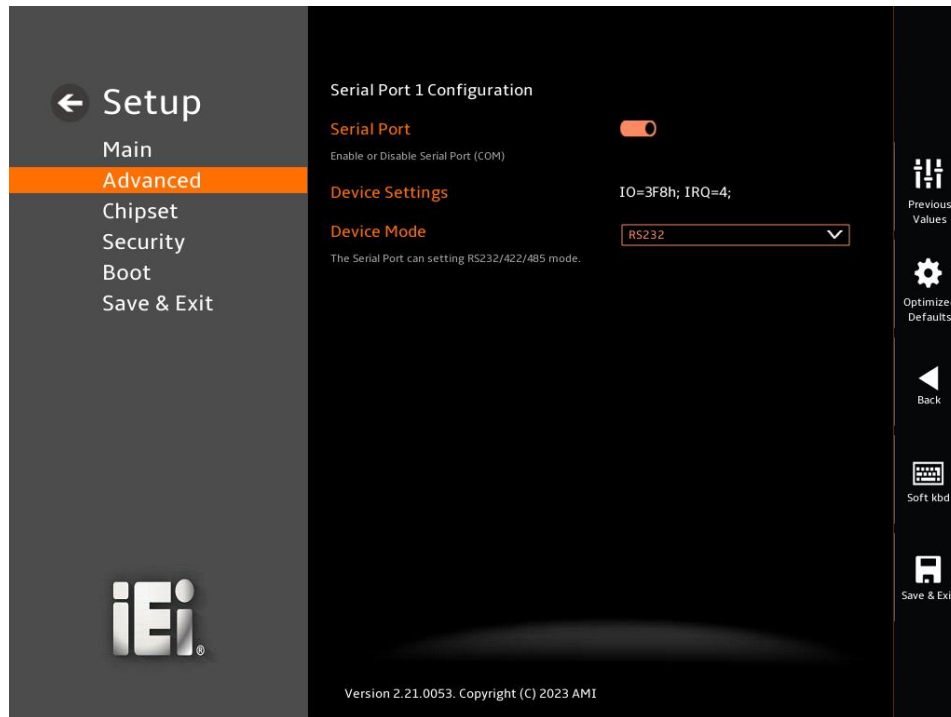 Setup
Main
Advanced
Chipset
Security
Boot
Save & Exit
iEi®
Serial Port 1 Configuration
Serial Port
Enable or Disable Serial Port (COM)
Device Settings
IO=3F8h; IRQ=4;
Device Mode
RS232
The Serial Port can setting RS232/422/485 mode.
Version 2.21.0053. Copyright (C) 2023 AMI
Previous
Values
Optimize
Defaults
Back
Soft kbd
Save & Exi